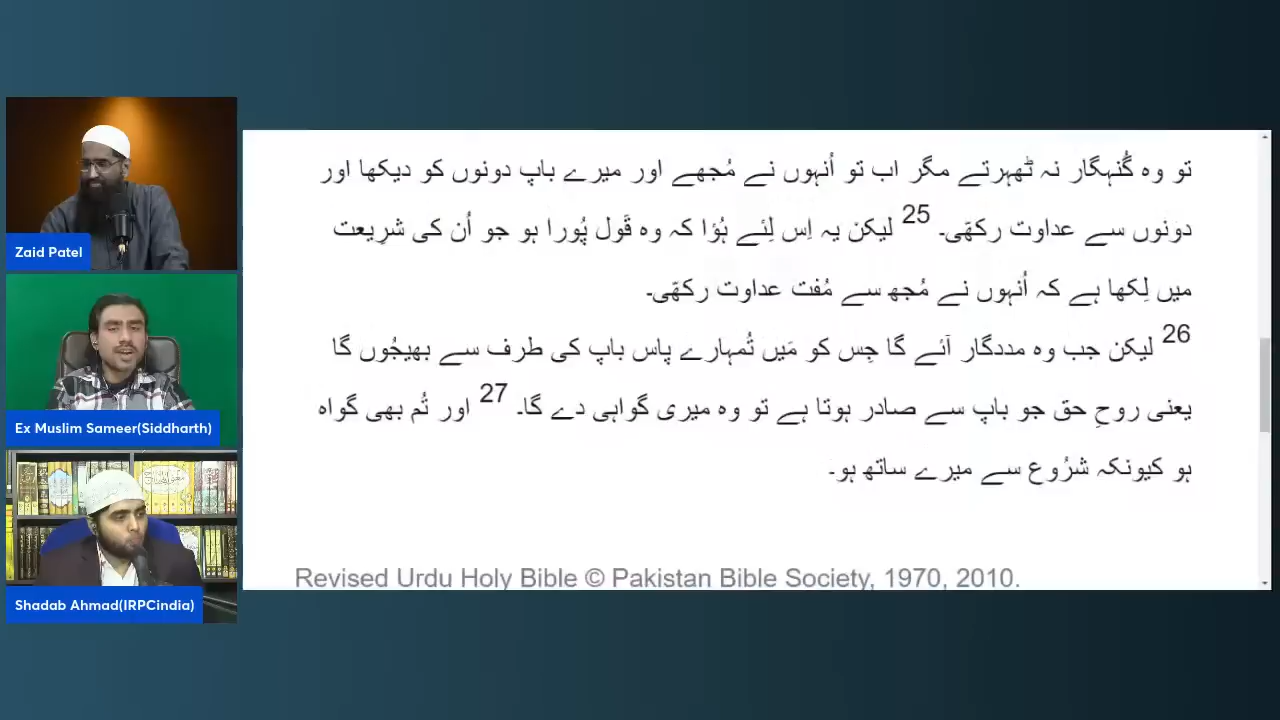 Zaid Patel
Ex Muslim Sameer(Siddharth)
Shadab Ahmad(IRPCindia)
تو وہ گُنہگار نہ ٹھہرتے مگر اب تو اُنہوں نے مُجھے اور میرے باپ دونوں کو دیکھا اور
دونوں سے عداوت رکھّی۔ 25 لیکن یہ اِس لِئے ہُؤا کہ وہ قَول پُورا ہو جو اُن کی شرِیعت
میں لِکھا ہے کہ اُنہوں نے مُجھ سے مُفت عداوت رکھّی۔
26 لیکن جب وہ مددگار آئے گا جِس کو مَیں تُمہارے پاس باپ کی طرف سے بھیجُوں گا
یعنی روحِ حق جو باپ سے صادر ہوتا ہے تو وہ میری گواہی دے گا۔ 27 اور تُم بھی گواہ
ہو کیونکہ شرُوع سے میرے ساتھ ہو۔
Revised Urdu Holy Bible © Pakistan Bible Society, 1970, 2010.